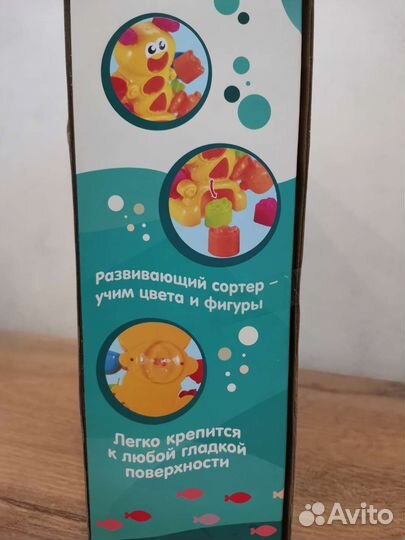 Развивающий сортер –
учим цвета и фигуры
Легко крепится
к любой гладкой
поверхности
Avito